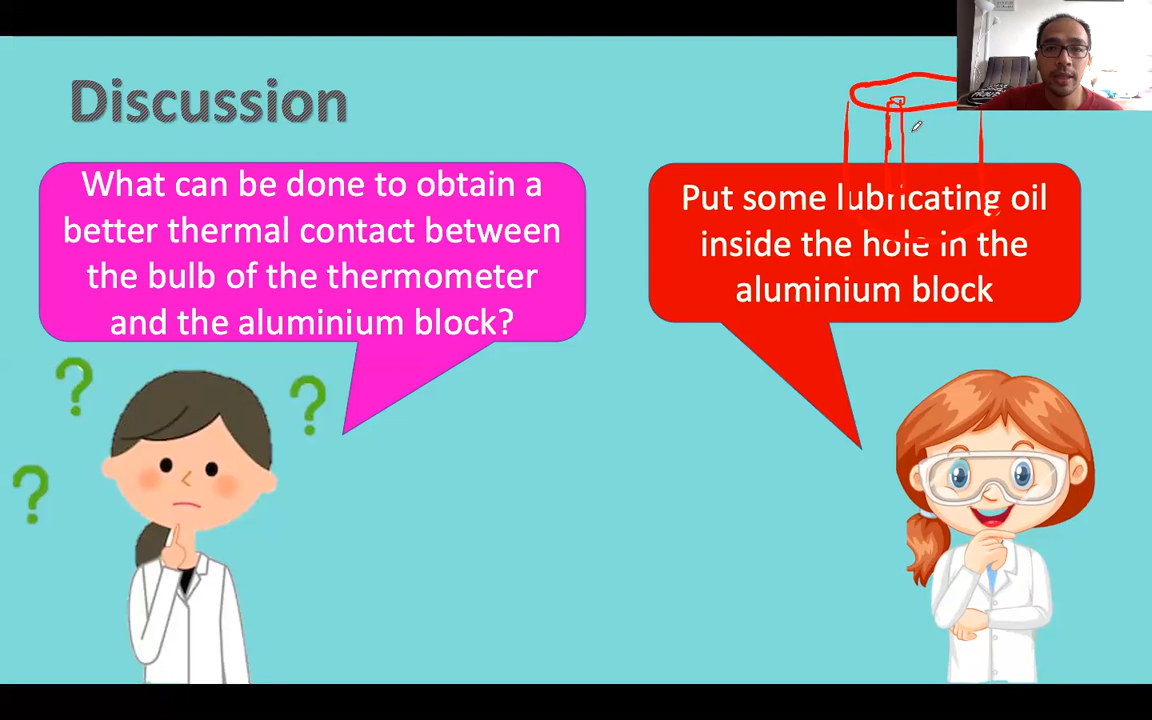 Discussion
What can be done to obtain a
better thermal contact between
the bulb of the thermometer
and the aluminium block?
Put some lubricating oil
inside the hole in the
aluminium block
?
?
?